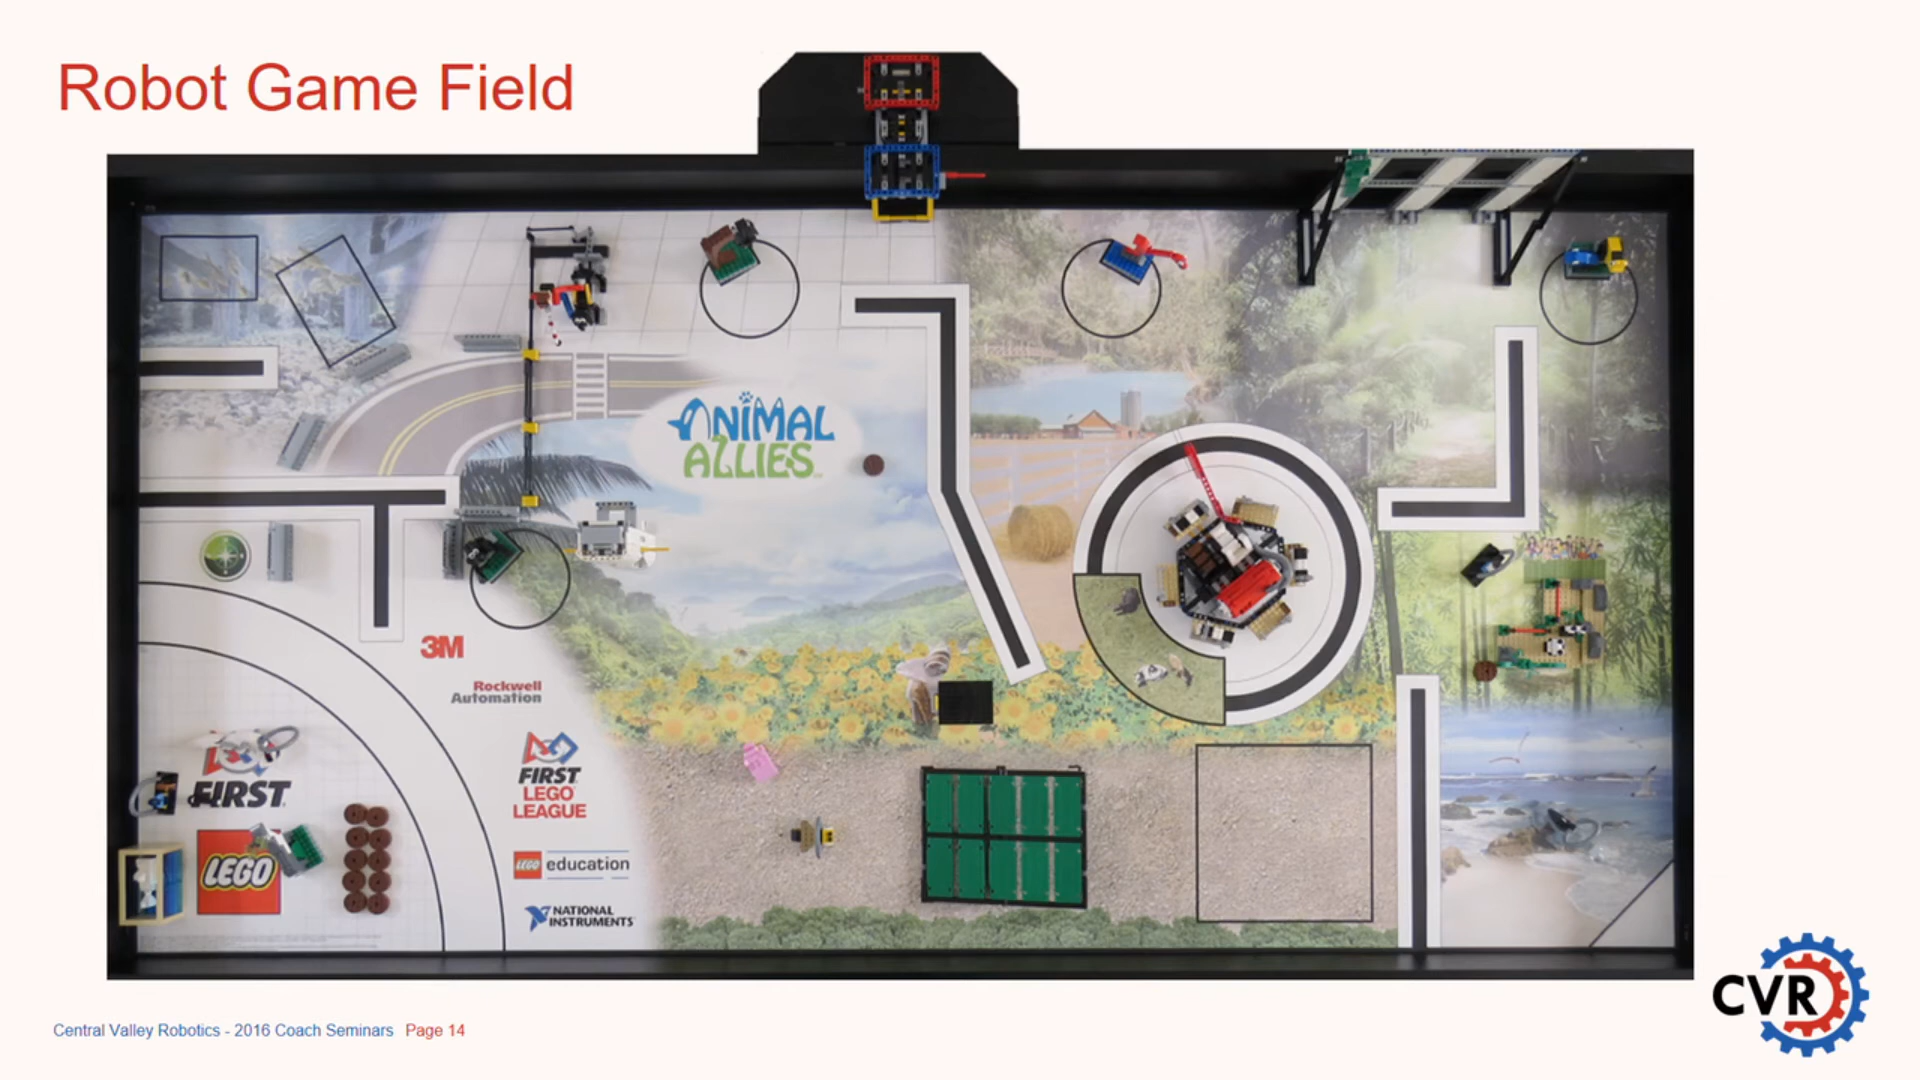 Robot Game Field
ANIMAL
ALLIES
3M
Rockwell
Automation
FIRST
LEGO
LEAGUE
FIRST
LEGO
LEGO education
NATIONAL
INSTRUMENTS
CVR
Central Valley Robotics - 2016 Coach Seminars Page 14